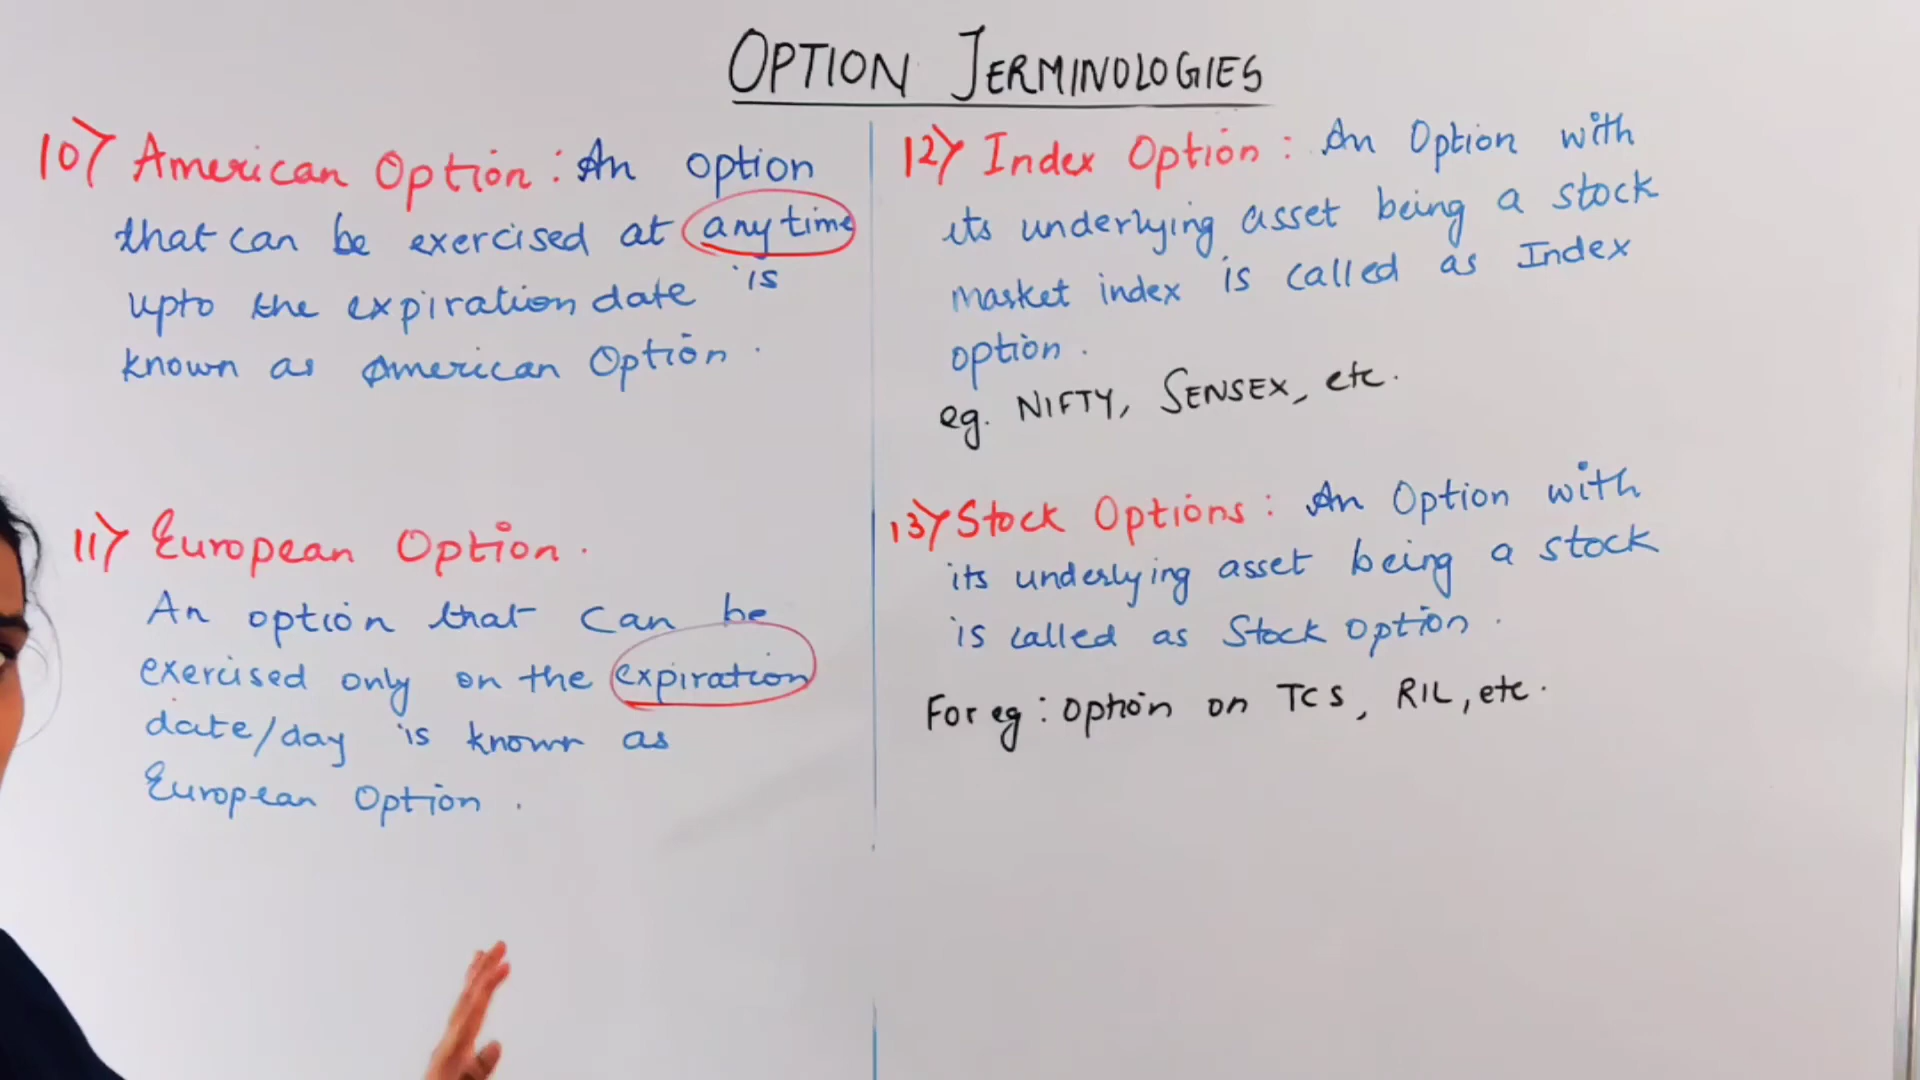 OPTION TERMINOLOGIES
10) American Option : An option
that can be exercised at any time
upto the expiration date is
known as American Option .
11) European Option .
An option that can be
exercised only on the expiration
date/day is known as
European Option .
12) Index Option : An Option with
its underlying asset being a stock
market index is called as Index
option .
eg. NIFTY, SENSEX, etc.
13) Stock Options : An Option with
its underlying asset being a stock
is called as Stock Option .
For eg : Option on TCS, RIL, etc.